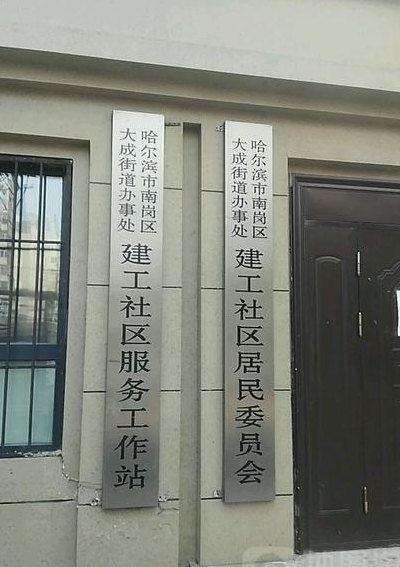 哈尔滨市南岗区
大成街道办事处
建工社区服务工作站
哈尔滨市南岗区
大成街道办事处
建工社区居民委员会